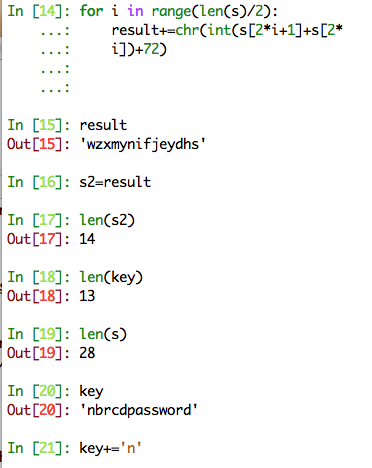 In [14]: for i in range(len(s)/2):
...: result+=chr(int(s[2*i+1]+s[2*
...: i])+72)
...:
...:
In [15]: result
Out[15]: 'wzxmynifjeydhs'
In [16]: s2=result
In [17]: len(s2)
Out[17]: 14
In [18]: len(key)
Out[18]: 13
In [19]: len(s)
Out[19]: 28
In [20]: key
Out[20]: 'nbrcdpassword'
In [21]: key+='n'